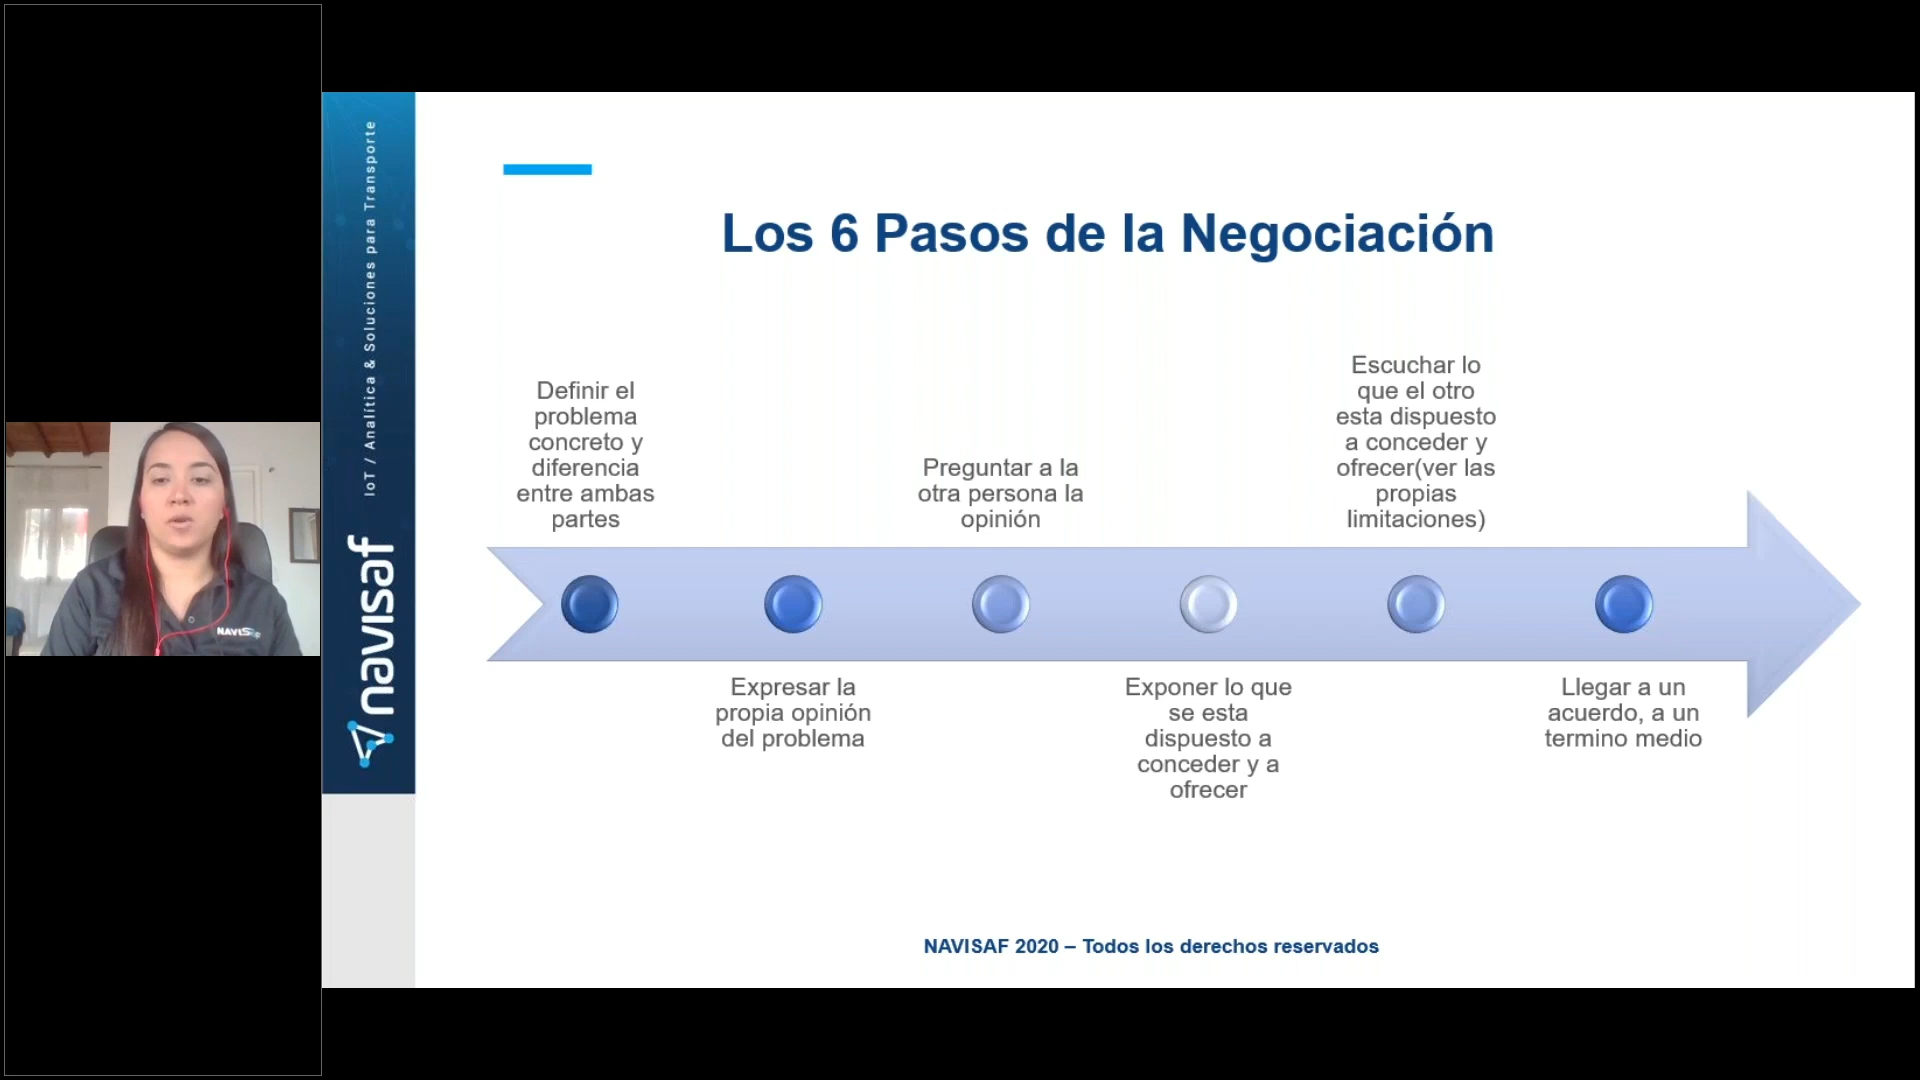 IoT / Analítica & Soluciones para Transporte
navisaf
Los 6 Pasos de la Negociación
Definir el
problema
concreto y
diferencia
entre ambas
partes
Expresar la
propia opinión
del problema
Preguntar a la
otra persona la
opinión
Exponer lo que
se esta
dispuesto a
conceder y a
ofrecer
Escuchar lo
que el otro
esta dispuesto
a conceder y
ofrecer(ver las
propias
limitaciones)
Llegar a un
acuerdo, a un
termino medio
NAVISAF 2020 – Todos los derechos reservados
NAVISAF